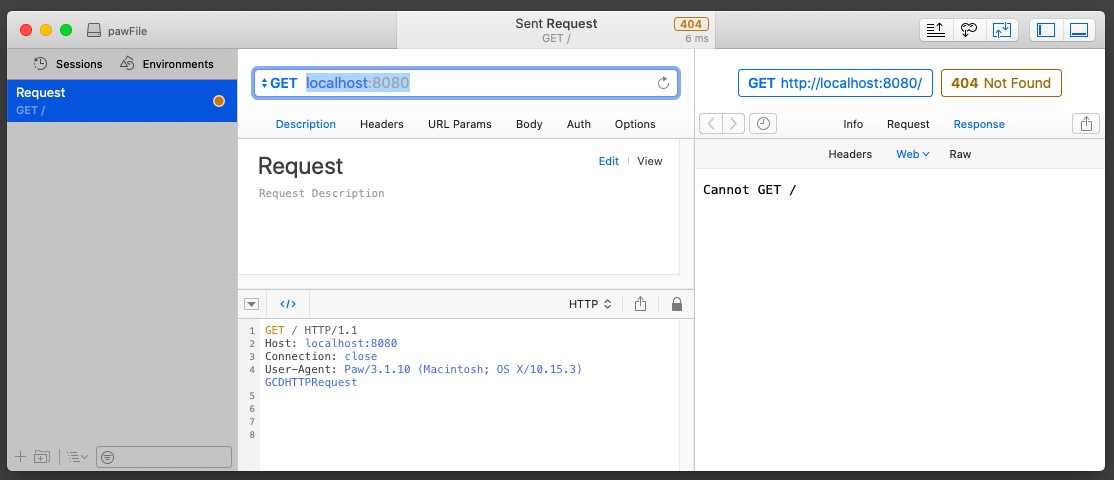 pawFile
Sent Request
GET /
404
6 ms
Sessions
Environments
Request
GET /
GET localhost:8080
Description Headers URL Params Body Auth Options
Request
Edit View
Request Description
HTTP
1 GET / HTTP/1.1
2 Host: localhost:8080
3 Connection: close
4 User-Agent: Paw/3.1.10 (Macintosh; OS X/10.15.3)
GCDHTTPRequest
5
6
7
8
GET http://localhost:8080/
404 Not Found
Info Request Response
Headers Web Raw
Cannot GET /